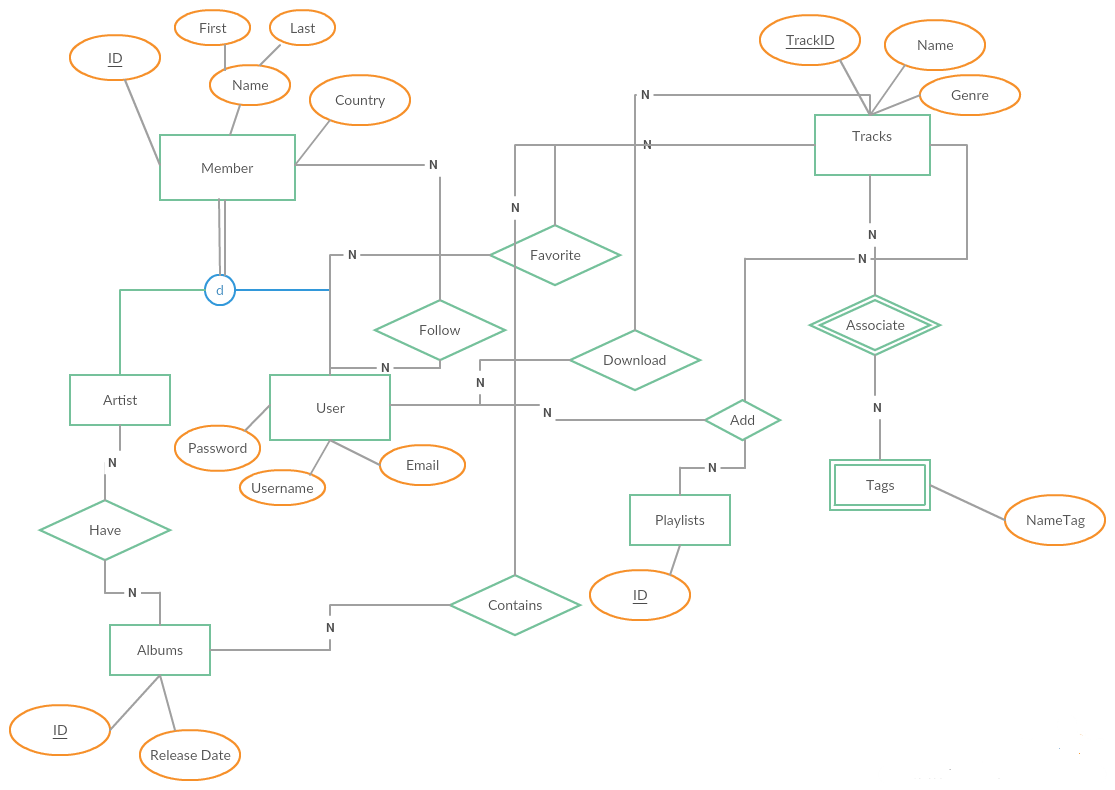 First
Last
TrackID
Name
ID
Name
Country
N
Genre
Tracks
N
Member
N
N
N
N
Favorite
N
d
Associate
Follow
Download
N
N
Artist
User
N
N
Add
Password
N
Email
N
Username
Tags
Have
Playlists
NameTag
N
ID
Contains
N
Albums
ID
Release Date